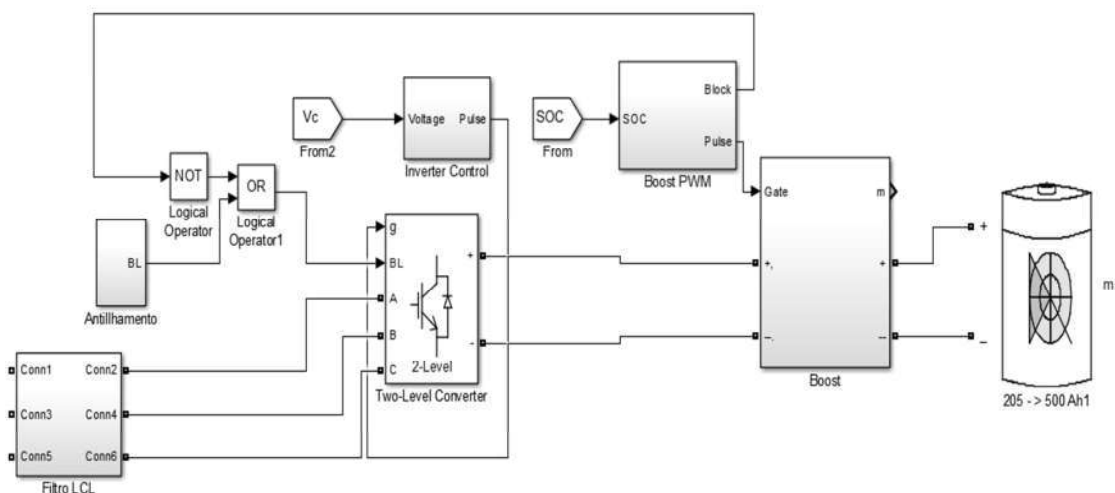 Vc
From2
Voltage Pulse
Inverter Control
SOC
From
SOC
Block
Pulse
Boost PWM
NOT
Logical
Operator
OR
Logical
Operator1
BL
Antillhamento
g
BL
A
B
C
+
-
2-Level
Two-Level Converter
Gate
m
+,
-,
+
-
Boost
+
-
m
205 -> 500 Ah1
Conn1 Conn2
Conn3 Conn4
Conn5 Conn6
Filtro LCL